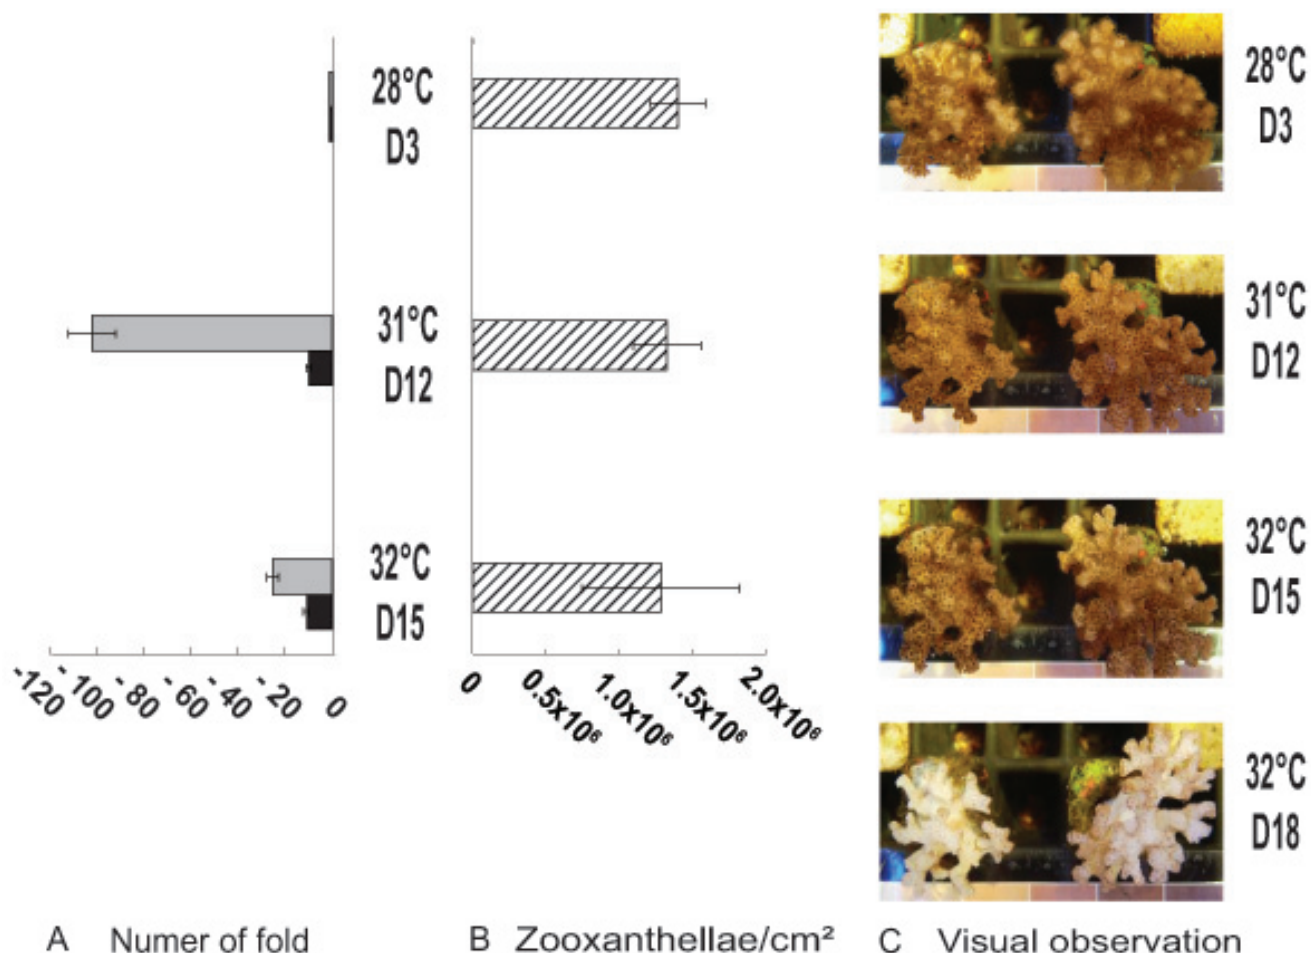 28°C
D3
31°C
D12
32°C
D15
-120
-100
-80
-60
-40
-20
0
0
0.5x10⁶
1.0x10⁶
1.5x10⁶
2.0x10⁶
28°C
D3
31°C
D12
32°C
D15
32°C
D18
A Numer of fold
B Zooxanthellae/cm²
C Visual observation